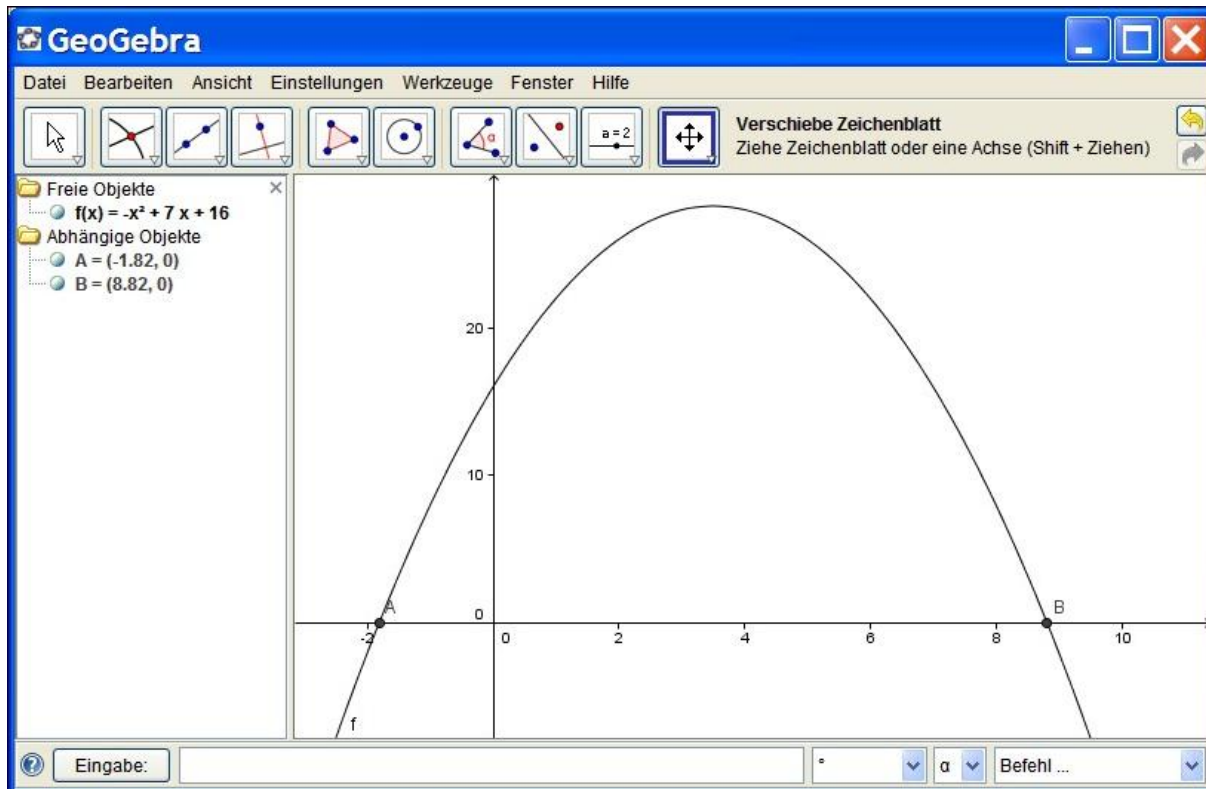 GeoGebra
Datei Bearbeiten Ansicht Einstellungen Werkzeuge Fenster Hilfe
a = 2
α
Verschiebe Zeichenblatt
Ziehe Zeichenblatt oder eine Achse (Shift + Ziehen)
Freie Objekte
f(x) = -x² + 7 x + 16
Abhängige Objekte
A = (-1.82, 0)
B = (8.82, 0)
20
10
0
A
B
-2 0 2 4 6 8 10
f
Eingabe: ° α Befehl ...